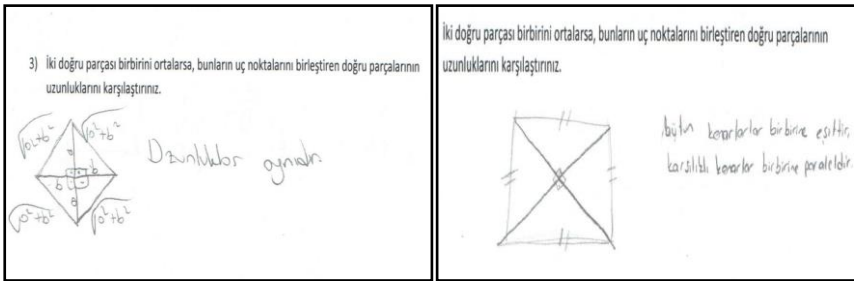 3) İki doğru parçası birbirini ortalarsa, bunların uç noktalarını birleştiren doğru parçalarının
uzunluklarını karşılaştırınız.
√a²+b²
√a²+b²
a
b
b
a
√a²+b²
√a²+b²
Uzunluklar aynıdır.
İki doğru parçası birbirini ortalarsa, bunların uç noktalarını birleştiren doğru parçalarının
uzunluklarını karşılaştırınız.
bütün kenarlar birbirine eşittir,
karşılıklı kenarlar birbirine paraleldir.